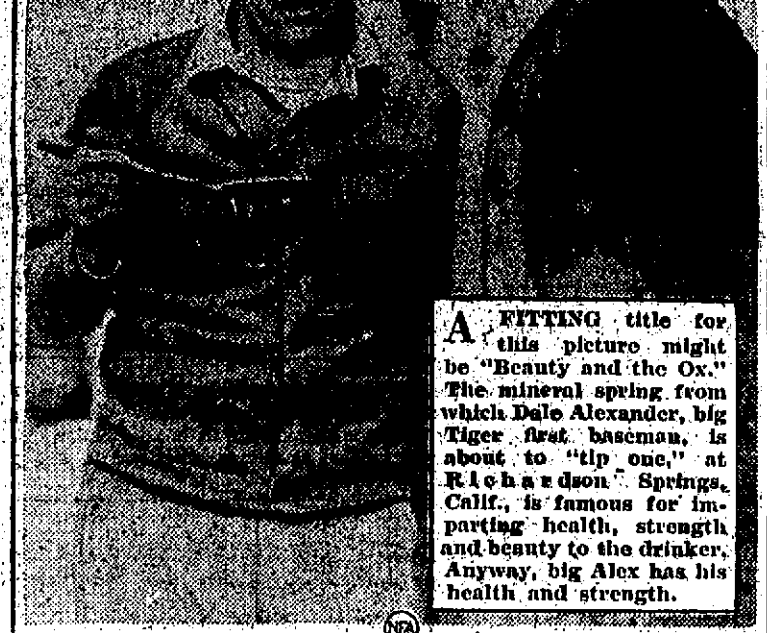 A FITTING title for
this picture might
be "Beauty and the Ox."
The mineral spring from
which Dale Alexander, big
Tiger first baseman, is
about to "tip one," at
Richardson Springs,
Calif., is famous for im-
parting health, strength
and beauty to the drinker.
Anyway, big Alex has his
health and strength.
NEA